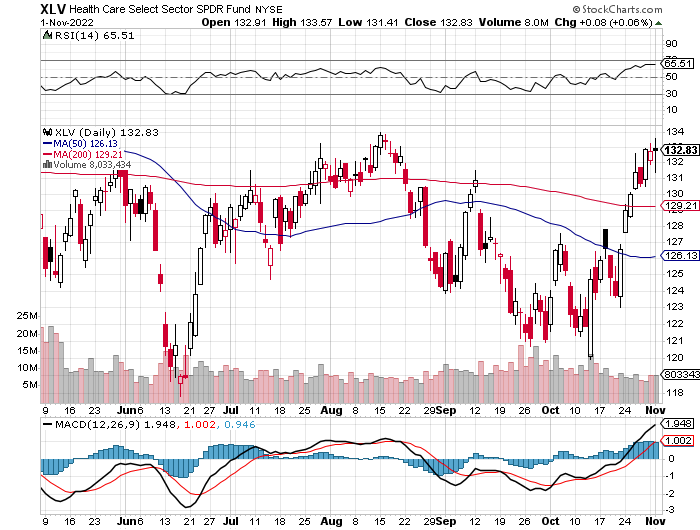 XLV Health Care Select Sector SPDR Fund NYSE
© StockCharts.com
1-Nov-2022
Open 132.91 High 133.57 Low 131.41 Close 132.83 Volume 8.0M Chg +0.08 (+0.06%)
RSI(14) 65.51
90
70
65.51
50
30
10
XLV (Daily) 132.83
MA(50) 126.13
MA(200) 129.21
Volume 8,033,434
134
132.83
132
131
130
129.21
129
128
127
126.13
125
124
123
122
121
120
118
25M
20M
15M
10M
5M
8033434
9 16 23 Jun 6 13 21 Jul 11 18 25 Aug 8 15 22 29 Sep 12 19 26 Oct 10 17 24 Nov
MACD(12,26,9) 1.948, 1.002, 0.946
1.948
1.002
0
-1
-2
9 16 23 Jun 6 13 21 Jul 11 18 25 Aug 8 15 22 29 Sep 12 19 26 Oct 10 17 24 Nov